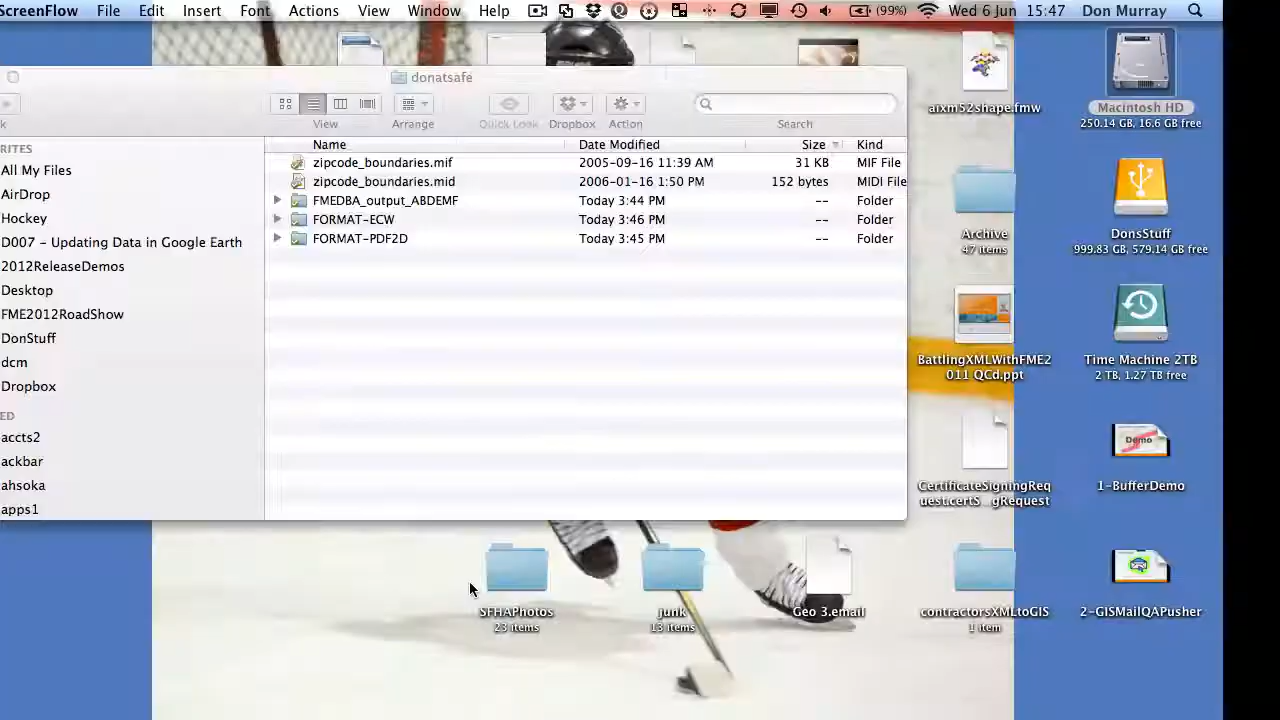 ScreenFlow File Edit Insert Font Actions View Window Help (99%) Wed 6 Jun 15:47 Don Murray
donatsafe
View Arrange Quick Look Dropbox Action Search
Name Date Modified Size Kind
zipcode_boundaries.mif 2005-09-16 11:39 AM 31 KB MIF File
zipcode_boundaries.mid 2006-01-16 1:50 PM 152 bytes MIDI File
FMEDBA_output_ABDEMF Today 3:44 PM -- Folder
FORMAT-ECW Today 3:46 PM -- Folder
FORMAT-PDF2D Today 3:45 PM -- Folder
k
RITES
All My Files
AirDrop
Hockey
D007 - Updating Data in Google Earth
2012ReleaseDemos
Desktop
FME2012RoadShow
DonStuff
dcm
Dropbox
ED
accts2
ackbar
ahsoka
apps1
aixm52shape.fmw
Archive
47 items
BattlingXMLWithFME2
011 QCd.ppt
CertificateSigningReq
uest.certS...gRequest
SFHAPhotos
23 items
junk
13 items
Geo 3.email
contractorsXMLtoGIS
1 item
Macintosh HD
250.14 GB, 16.6 GB free
DonsStuff
999.83 GB, 579.14 GB free
Time Machine 2TB
2 TB, 1.27 TB free
Demo
1-BufferDemo
2-GISMailQAPusher